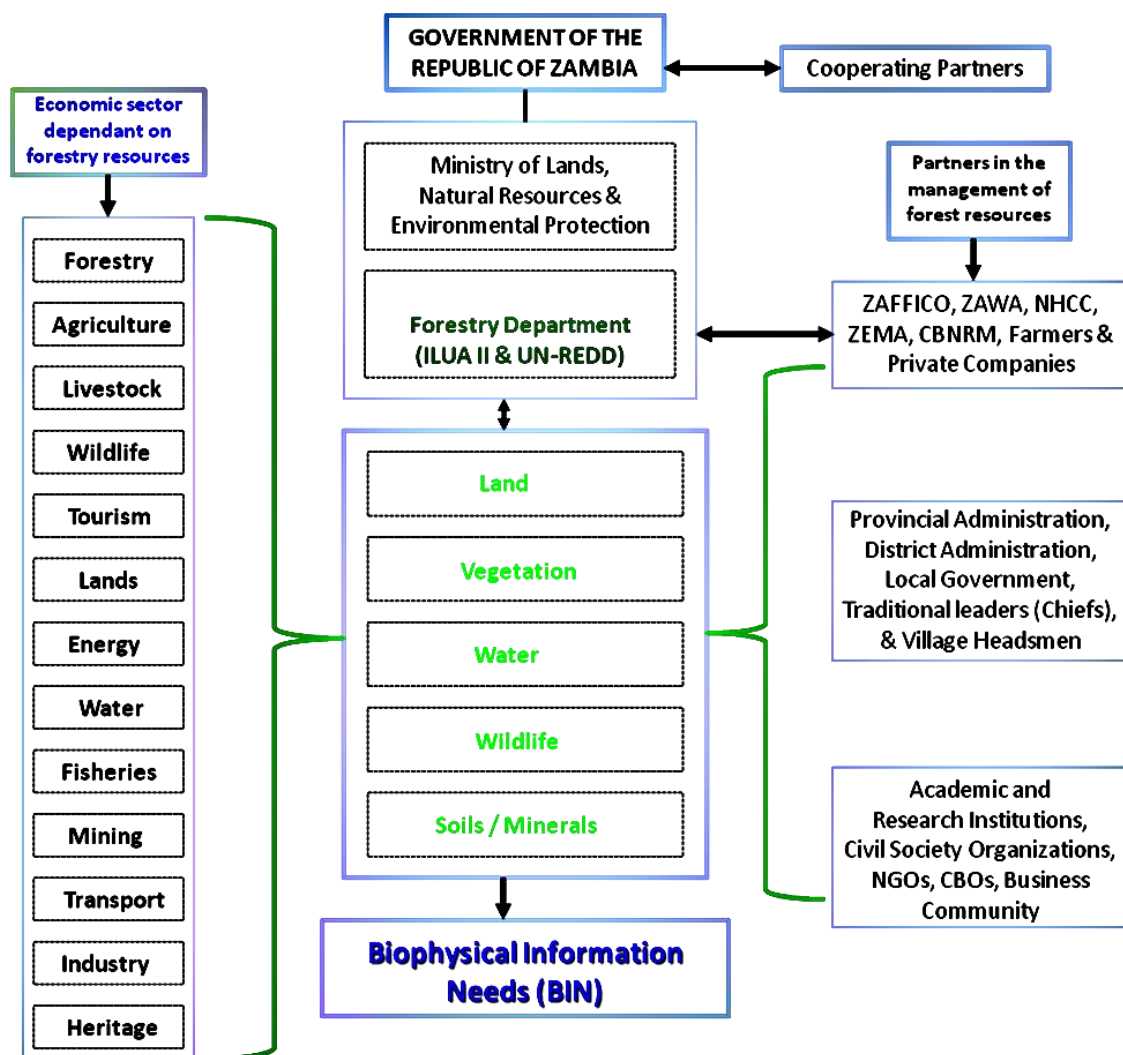 GOVERNMENT OF THE
REPUBLIC OF ZAMBIA
Cooperating Partners
Economic sector
dependant on
forestry resources
Ministry of Lands,
Natural Resources &
Environmental Protection
Partners in the
management of
forest resources
Forestry
Agriculture
Livestock
Wildlife
Tourism
Lands
Energy
Water
Fisheries
Mining
Transport
Industry
Heritage
Forestry Department
(ILUA II & UN-REDD)
Land
Vegetation
Water
Wildlife
Soils / Minerals
Biophysical Information
Needs (BIN)
ZAFFICO, ZAWA, NHCC,
ZEMA, CBNRM, Farmers &
Private Companies
Provincial Administration,
District Administration,
Local Government,
Traditional leaders (Chiefs),
& Village Headsmen
Academic and
Research Institutions,
Civil Society Organizations,
NGOs, CBOs, Business
Community